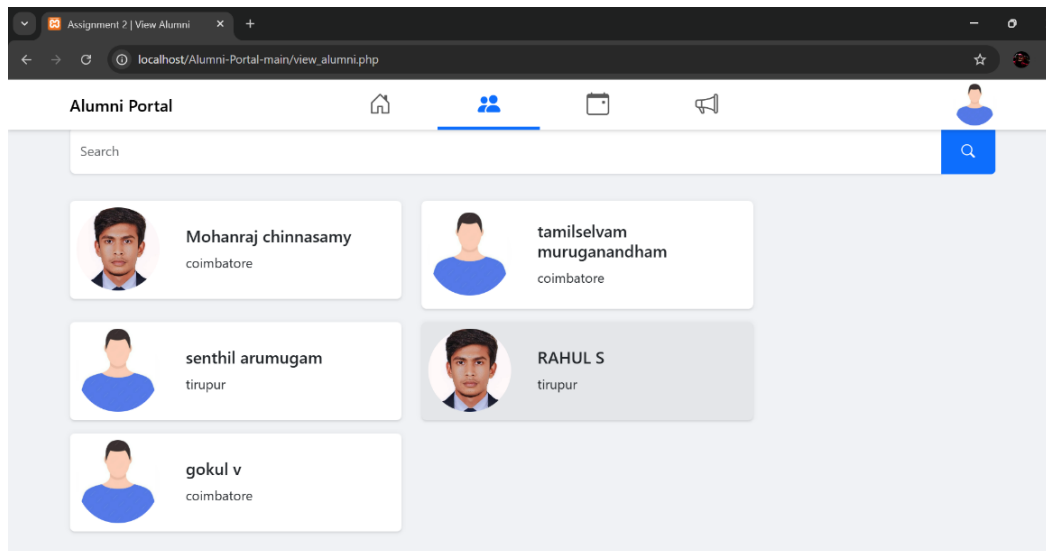 Assignment 2 | View Alumni
localhost/Alumni-Portal-main/view_alumni.php
Alumni Portal
Search
Mohanraj chinnasamy
coimbatore
tamilselvam
muruganandham
coimbatore
senthil arumugam
tirupur
RAHUL S
tirupur
gokul v
coimbatore